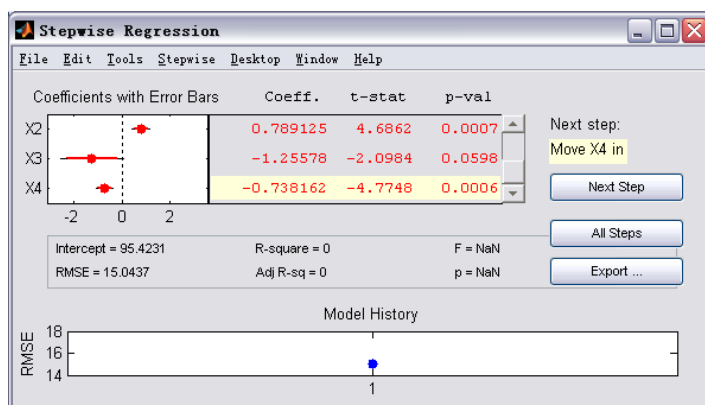 Stepwise Regression
File Edit Tools Stepwise Desktop Window Help
Coefficients with Error Bars Coeff. t-stat p-val
X2 0.789125 4.6862 0.0007
X3 -1.25578 -2.0984 0.0598
X4 -0.738162 -4.7748 0.0006
-2 0 2
Next step:
Move X4 in
Next Step
All Steps
Export ...
Intercept = 95.4231 R-square = 0 F = NaN
RMSE = 15.0437 Adj R-sq = 0 p = NaN
Model History
RMSE
18
16
14
1